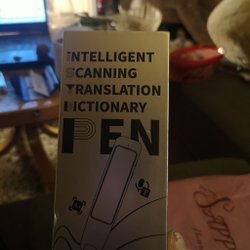 INTELLIGENT
SCANNING
TRANSLATION
DICTIONARY
PEN